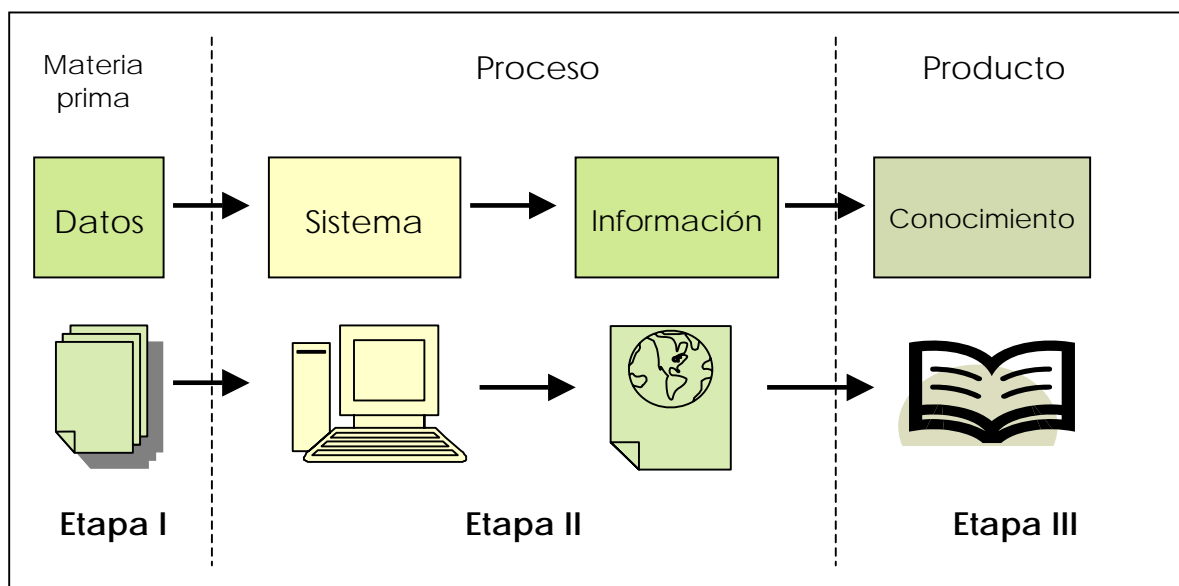 Materia
prima
Proceso
Producto
Datos
Sistema
Información
Conocimiento
Etapa I
Etapa II
Etapa III